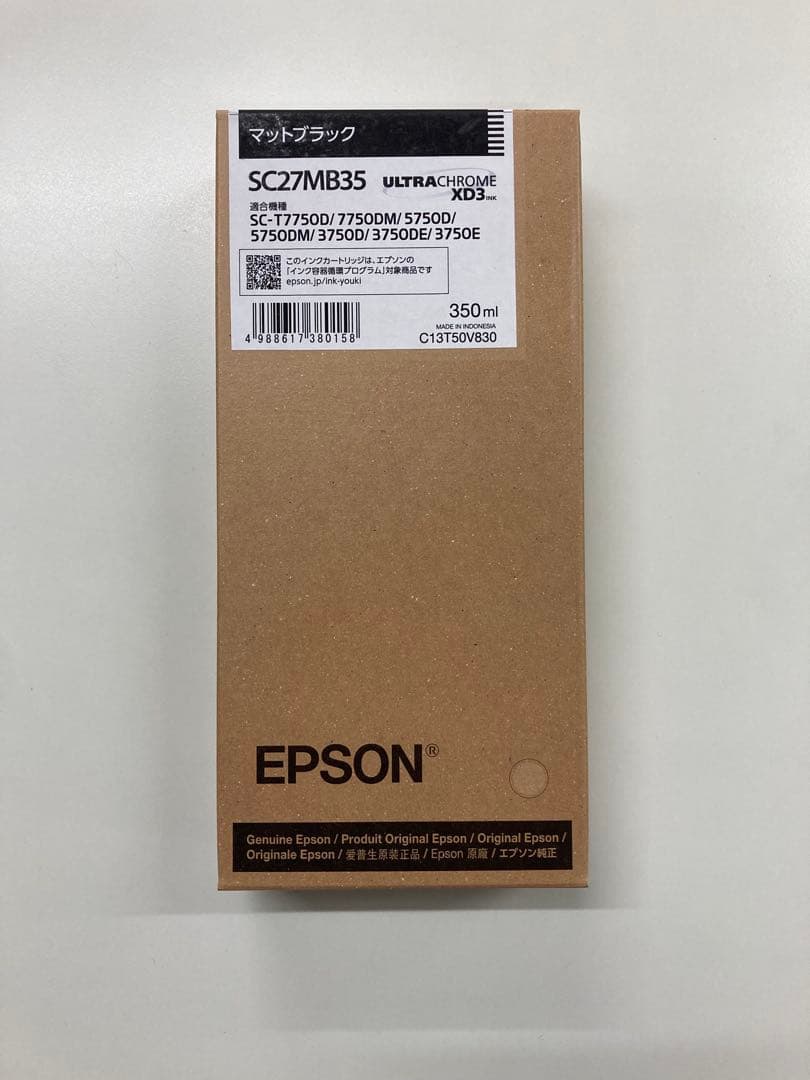 マットブラック
SC27MB35 ULTRACHROME
XD3 INK
適合機種
SC-T7750D/7750DM/5750D/
5750DM/3750D/3750DE/3750E
このインクカートリッジは、エプソンの
「インク容器循環プログラム」対象商品です
epson.jp/ink-youki
350ml
MADE IN INDONESIA
4 988617 380158 C13T50V830
EPSON®
Genuine Epson / Produit Original Epson / Original Epson /
Originale Epson / 爱普生原装正品 / Epson 原廠 / エプソン純正